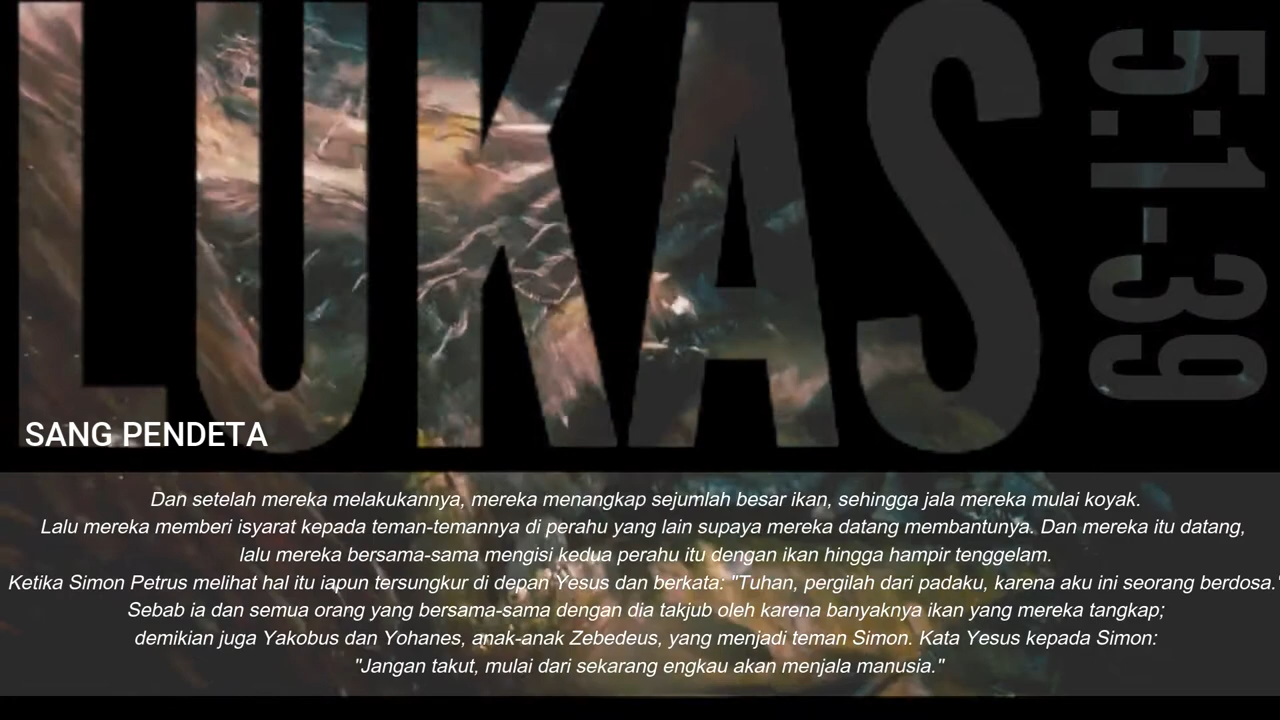 LUKAS
5:1-39
SANG PENDETA
Dan setelah mereka melakukannya, mereka menangkap sejumlah besar ikan, sehingga jala mereka mulai koyak.
Lalu mereka memberi isyarat kepada teman-temannya di perahu yang lain supaya mereka datang membantunya. Dan mereka itu datang,
lalu mereka bersama-sama mengisi kedua perahu itu dengan ikan hingga hampir tenggelam.
Ketika Simon Petrus melihat hal itu iapun tersungkur di depan Yesus dan berkata: "Tuhan, pergilah dari padaku, karena aku ini seorang berdosa."
Sebab ia dan semua orang yang bersama-sama dengan dia takjub oleh karena banyaknya ikan yang mereka tangkap;
demikian juga Yakobus dan Yohanes, anak-anak Zebedeus, yang menjadi teman Simon. Kata Yesus kepada Simon:
"Jangan takut, mulai dari sekarang engkau akan menjala manusia."